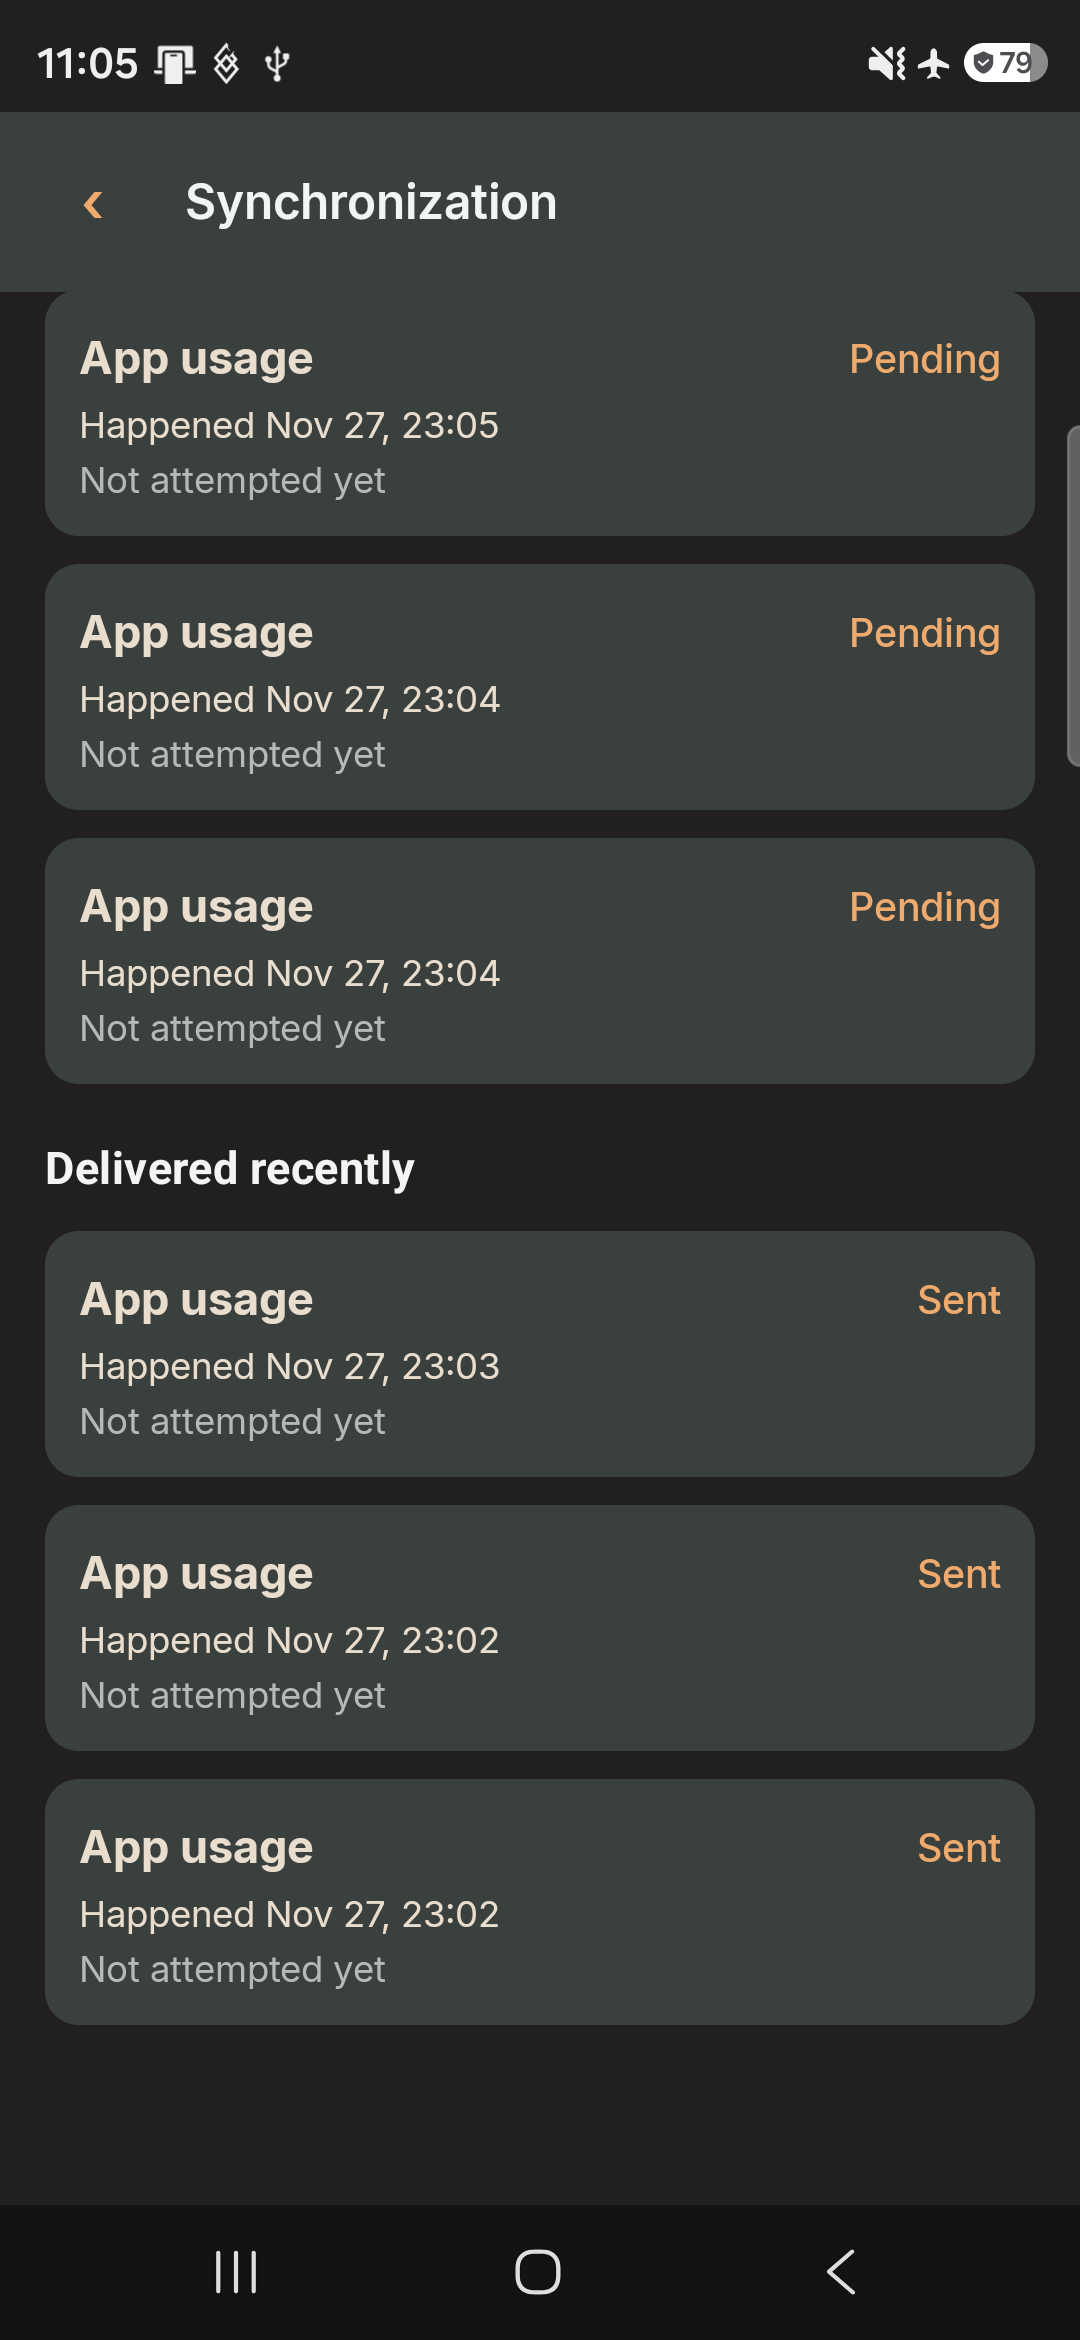 11:05
79
Synchronization
App usage
Pending
Happened Nov 27, 23:05
Not attempted yet
App usage
Pending
Happened Nov 27, 23:04
Not attempted yet
App usage
Pending
Happened Nov 27, 23:04
Not attempted yet
Delivered recently
App usage
Sent
Happened Nov 27, 23:03
Not attempted yet
App usage
Sent
Happened Nov 27, 23:02
Not attempted yet
App usage
Sent
Happened Nov 27, 23:02
Not attempted yet